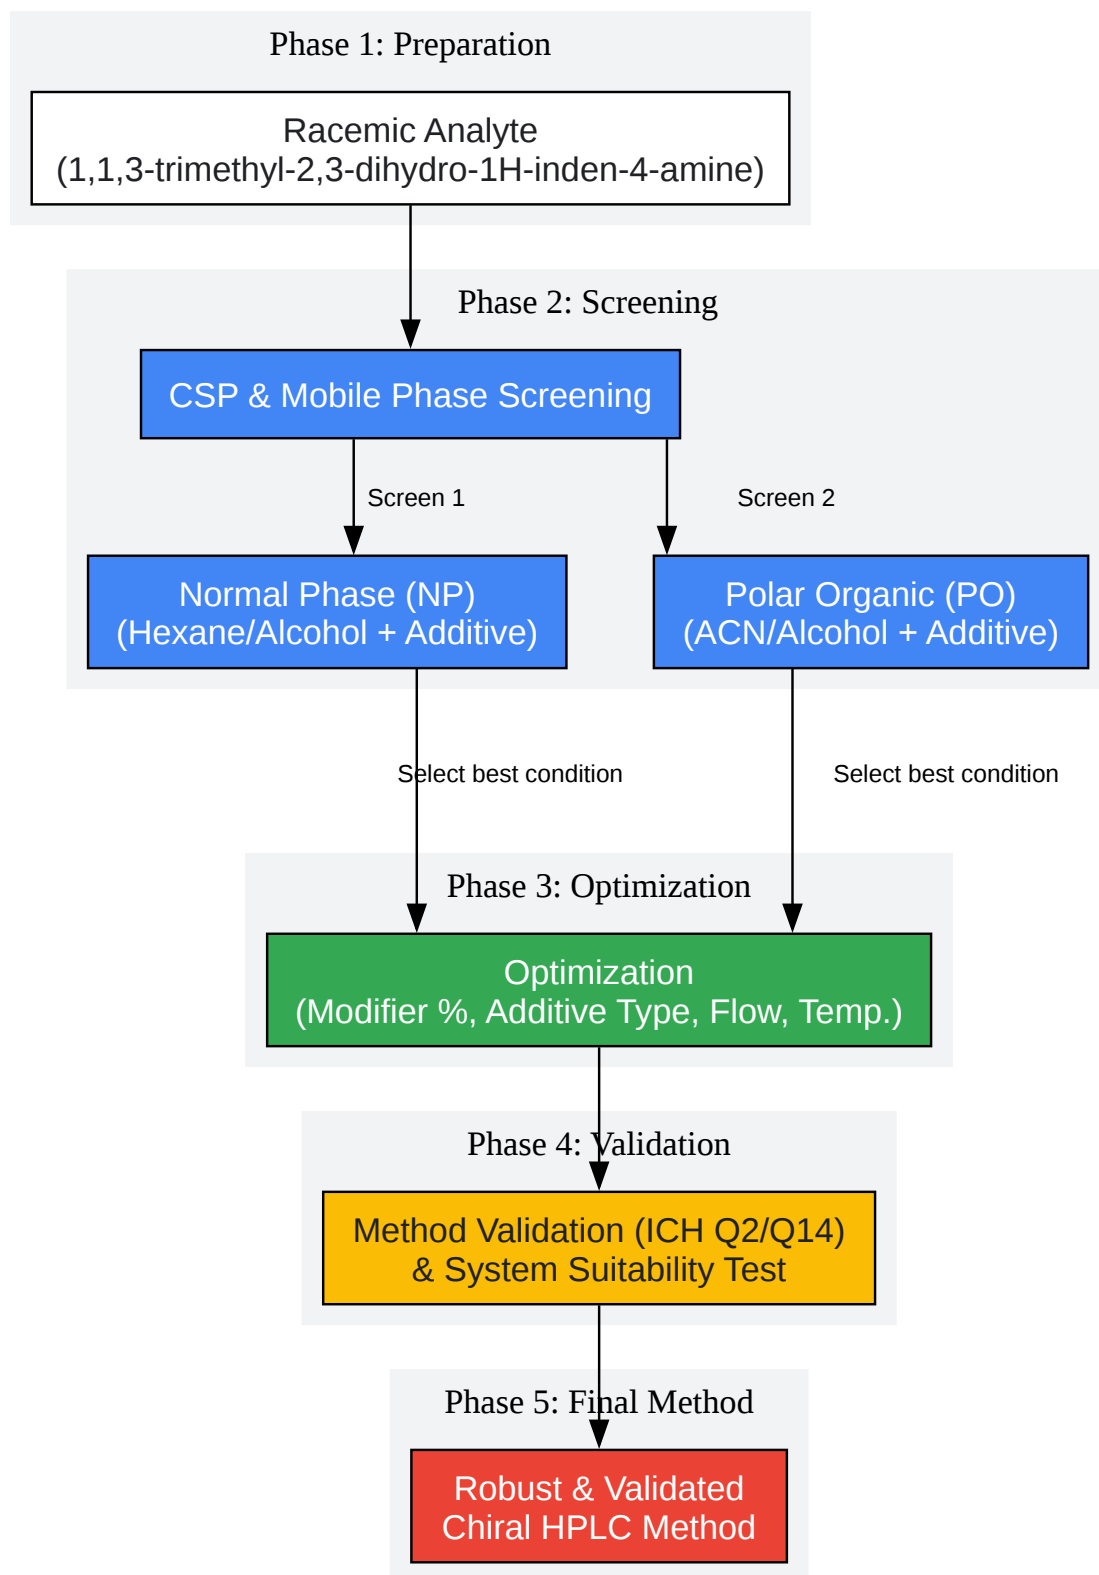 Phase 1: Preparation
Racemic Analyte
(1,1,3-trimethyl-2,3-dihydro-1H-inden-4-amine)
Phase 2: Screening
CSP & Mobile Phase Screening
Screen 1
Screen 2
Normal Phase (NP)
(Hexane/Alcohol + Additive)
Polar Organic (PO)
(ACN/Alcohol + Additive)
Select best condition
Select best condition
Phase 3: Optimization
Optimization
(Modifier %, Additive Type, Flow, Temp.)
Phase 4: Validation
Method Validation (ICH Q2/Q14)
& System Suitability Test
Phase 5: Final Method
Robust & Validated
Chiral HPLC Method